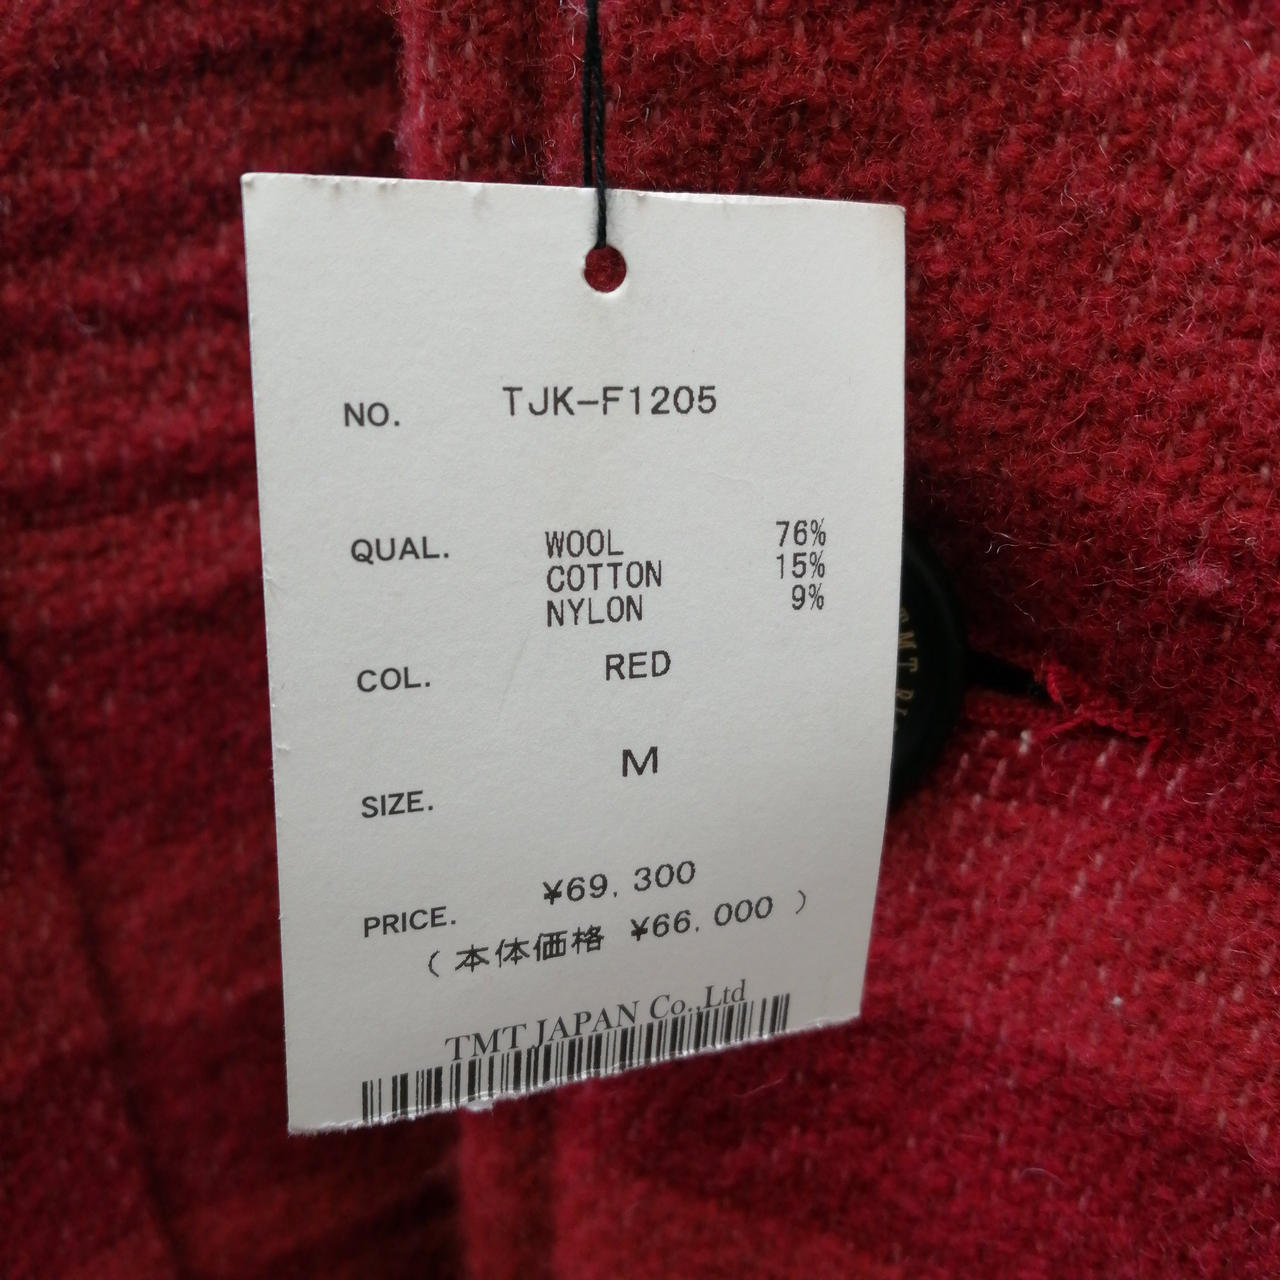 NO. TJK-F1205
QUAL. WOOL 76%
COTTON 15%
NYLON 9%
COL. RED
SIZE. M
PRICE. ¥69,300
(本体価格 ¥66,000)
TMT JAPAN Co.,Ltd
TMT